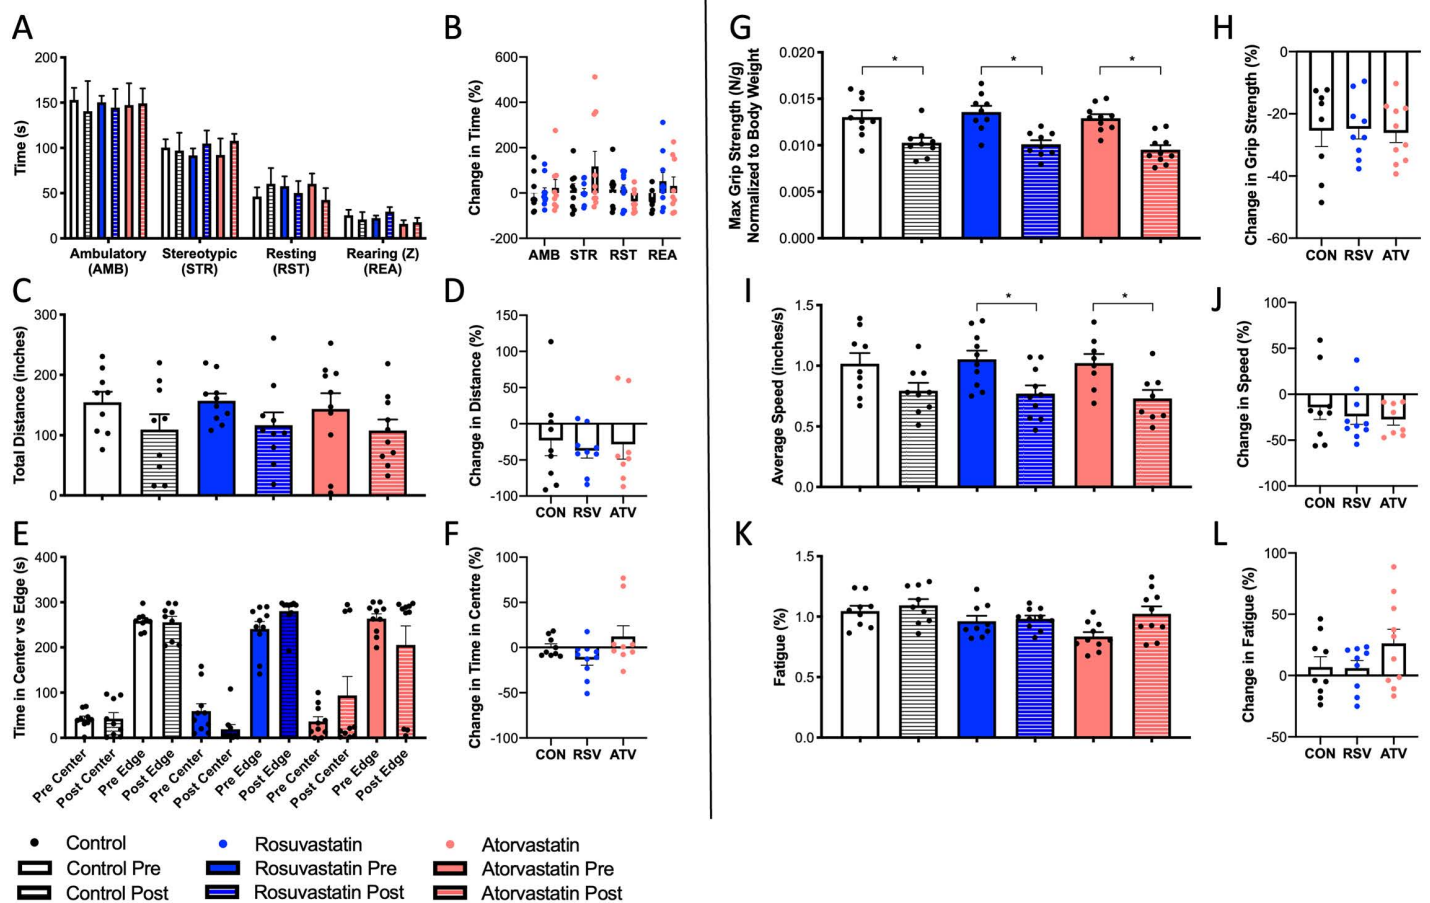 A
Time (s)
200
150
100
50
0
Ambulatory
(AMB)
Stereotypic
(STR)
Resting
(RST)
Rearing (Z)
(REA)
B
Change in Time (%)
600
400
200
0
-200
AMB STR RST REA
C
Total Distance (inches)
300
200
100
0
D
Change in Distance (%)
150
100
50
0
-50
-100
CON RSV ATV
E
Time in Center vs Edge (s)
400
300
200
100
0
Pre Center
Post Center
Pre Edge
Post Edge
Pre Center
Post Center
Pre Edge
Post Edge
Pre Center
Post Center
Pre Edge
Post Edge
F
Change in Time in Centre (%)
100
50
0
-50
-100
CON RSV ATV
G
Max Grip Strength (N/g)
Normalized to Body Weight
0.020
0.015
0.010
0.005
0.000
* * *
H
Change in Grip Strength (%)
0
-20
-40
-60
CON RSV ATV
I
Average Speed (inches/s)
1.5
1.0
0.5
0.0
* *
J
Change in Speed (%)
100
50
0
-50
-100
CON RSV ATV
K
Fatigue (%)
1.5
1.0
0.5
0.0
L
Change in Fatigue (%)
100
50
0
-50
CON RSV ATV
Control
Rosuvastatin
Atorvastatin
Control Pre
Rosuvastatin Pre
Atorvastatin Pre
Control Post
Rosuvastatin Post
Atorvastatin Post